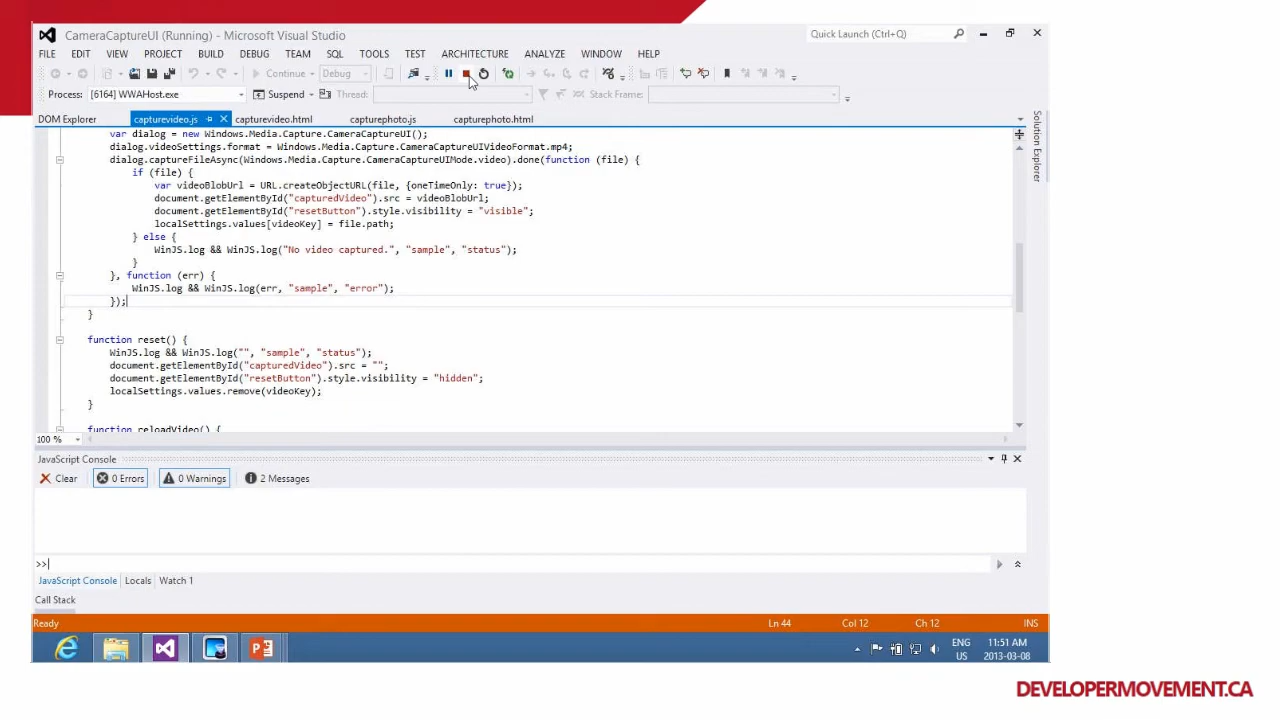 CameraCaptureUI (Running) - Microsoft Visual Studio
Quick Launch (Ctrl+Q)
FILE EDIT VIEW PROJECT BUILD DEBUG TEAM SQL TOOLS TEST ARCHITECTURE ANALYZE WINDOW HELP
Continue Debug
Process: [6164] WWAHost.exe Suspend Thread: Stack Frame:
DOM Explorer capturevideo.js capturevideo.html capturephoto.js capturephoto.html
Solution Explorer
var dialog = new Windows.Media.Capture.CameraCaptureUI();
dialog.videoSettings.format = Windows.Media.Capture.CameraCaptureUIVideoFormat.mp4;
dialog.captureFileAsync(Windows.Media.Capture.CameraCaptureUIMode.video).done(function (file) {
if (file) {
var videoBlobUrl = URL.createObjectURL(file, {oneTimeOnly: true});
document.getElementById("capturedVideo").src = videoBlobUrl;
document.getElementById("resetButton").style.visibility = "visible";
localSettings.values[videoKey] = file.path;
} else {
WinJS.log && WinJS.log("No video captured.", "sample", "status");
}
}, function (err) {
WinJS.log && WinJS.log(err, "sample", "error");
});
}
function reset() {
WinJS.log && WinJS.log("", "sample", "status");
document.getElementById("capturedVideo").src = "";
document.getElementById("resetButton").style.visibility = "hidden";
localSettings.values.remove(videoKey);
}
function reloadVideo() {
100 %
JavaScript Console
Clear 0 Errors 0 Warnings 2 Messages
>>
JavaScript Console Locals Watch 1
Call Stack
Ready Ln 44 Col 12 Ch 12 INS
ENG 11:51 AM
US 2013-03-08
DEVELOPERMOVEMENT.CA